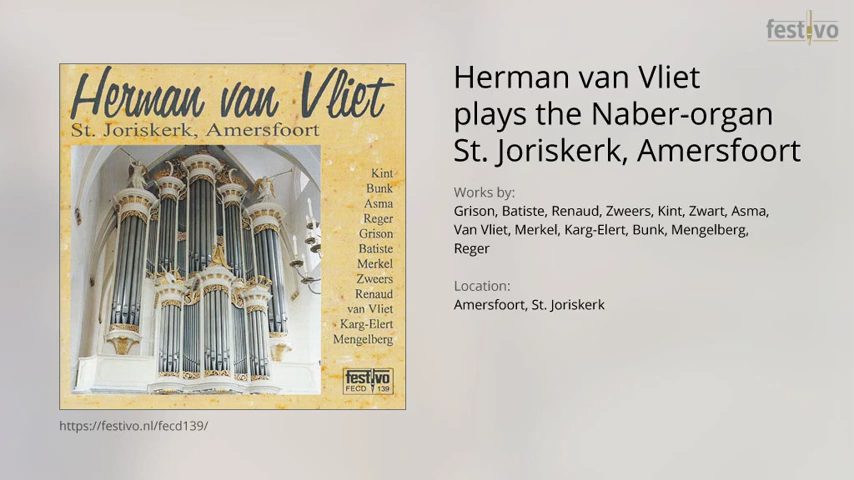 festivo
Herman van Vliet
St. Joriskerk, Amersfoort
Kint
Bunk
Asma
Reger
Grison
Batiste
Merkel
Zweers
Renaud
van Vliet
Karg-Elert
Mengelberg
festivo
FECD 139
https://festivo.nl/fecd139/
Herman van Vliet
plays the Naber-organ
St. Joriskerk, Amersfoort
Works by:
Grison, Batiste, Renaud, Zweers, Kint, Zwart, Asma,
Van Vliet, Merkel, Karg-Elert, Bunk, Mengelberg,
Reger
Location:
Amersfoort, St. Joriskerk